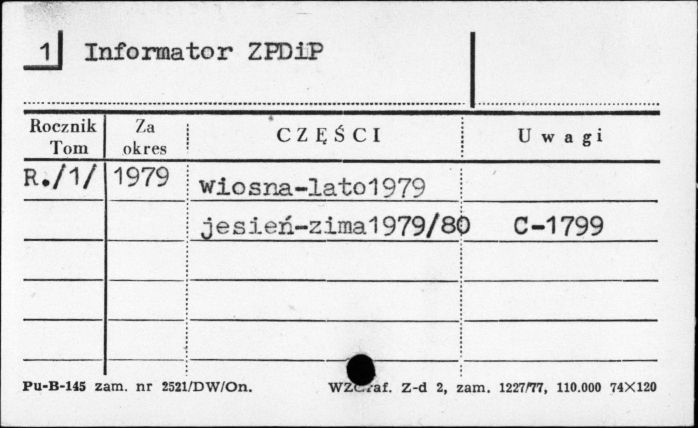 1 Informator ZPDiP
Rocznik Tom Za okres CZĘŚCI Uwagi
R./1/ 1979 wiosna-lato1979
jesień-zima1979/80 C-1799
Pu-B-145 zam. nr 2521/DW/On. Z-d 2, zam. 1227/77, 110.000 74×120